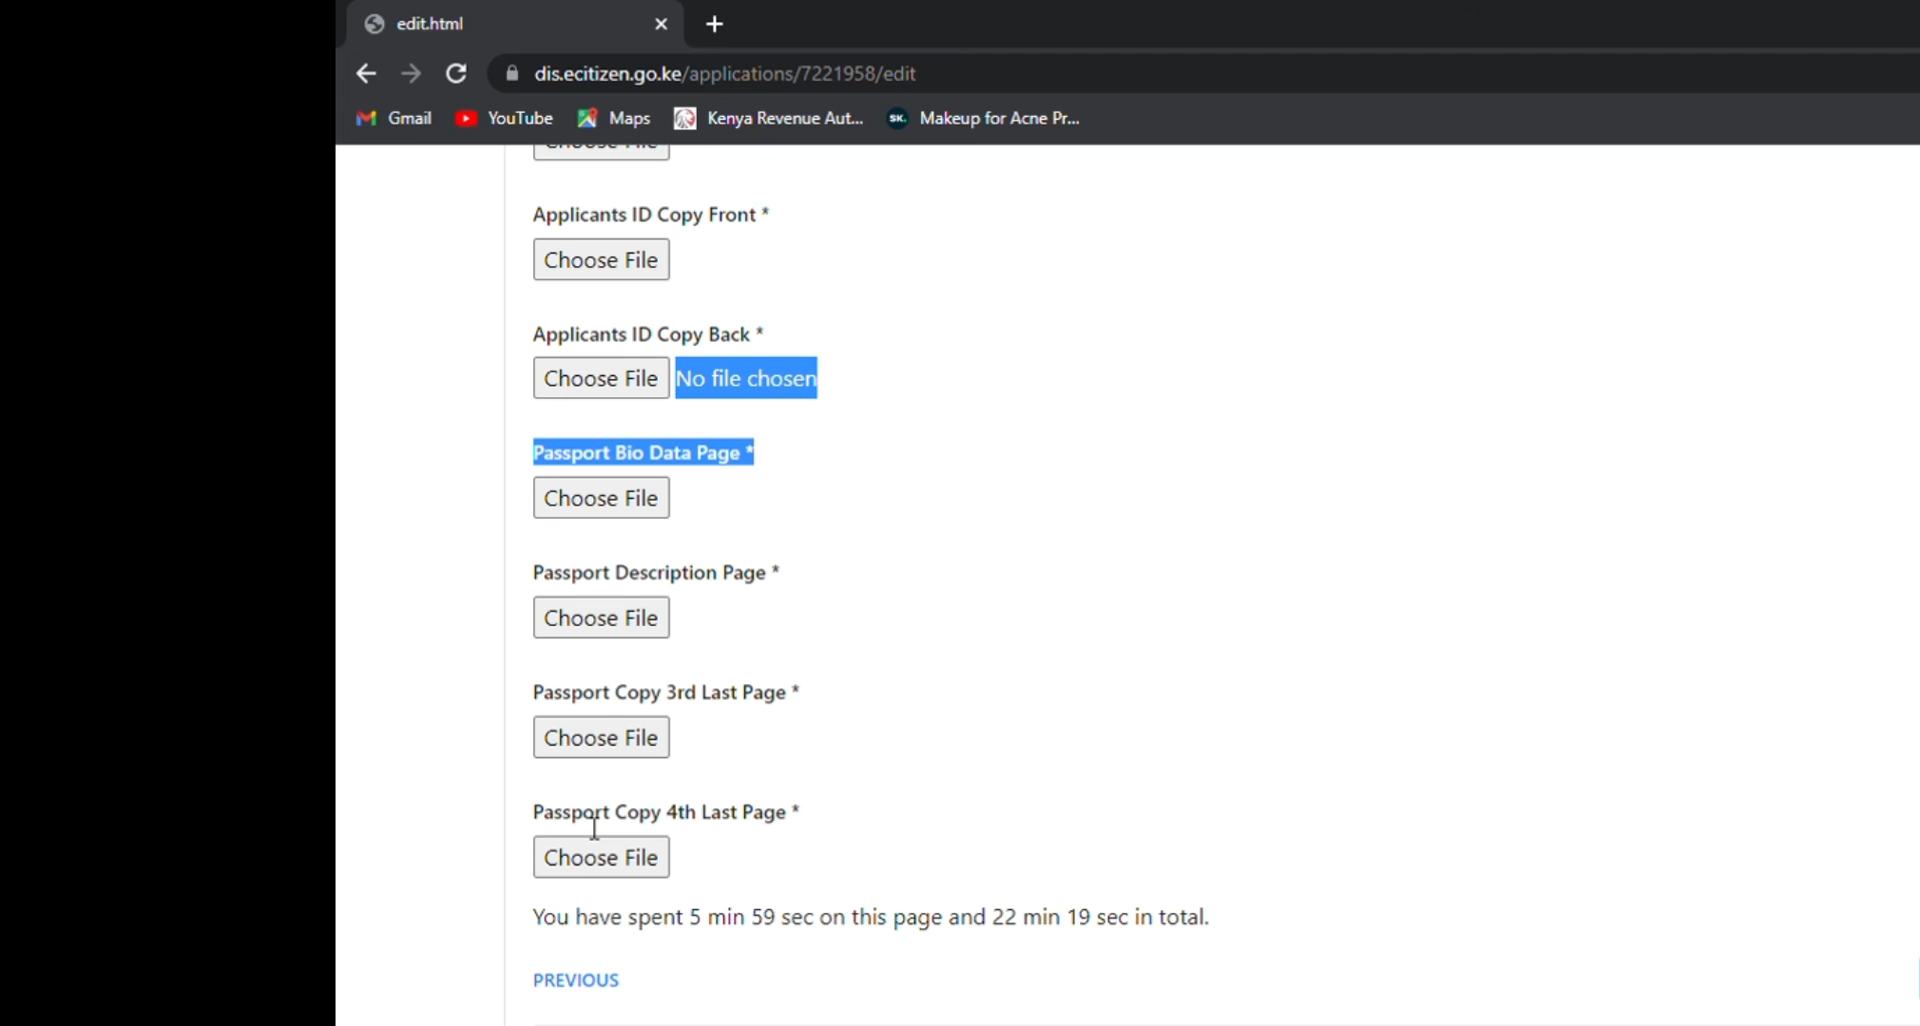 edit.html
dis.ecitizen.go.ke/applications/7221958/edit
Gmail YouTube Maps Kenya Revenue Aut... SK. Makeup for Acne Pr...
Choose File
Applicants ID Copy Front *
Choose File
Applicants ID Copy Back *
Choose File No file chosen
Passport Bio Data Page *
Choose File
Passport Description Page *
Choose File
Passport Copy 3rd Last Page *
Choose File
Passport Copy 4th Last Page *
Choose File
You have spent 5 min 59 sec on this page and 22 min 19 sec in total.
PREVIOUS